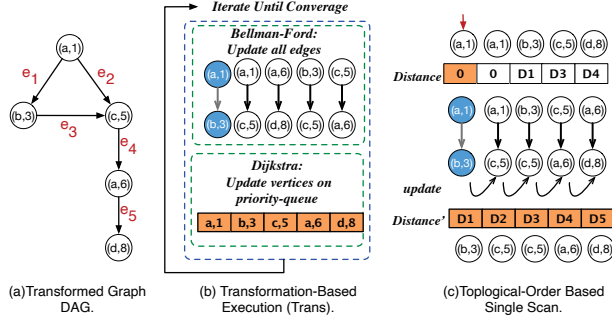 (a,1)
e1
e2
(b,3)
e3
(c,5)
e4
(a,6)
e5
(d,8)
(a)Transformed Graph
DAG.
Iterate Until Converage
Bellman-Ford:
Update all edges
(a,1) (a,1) (a,6) (b,3) (c,5)
(b,3) (c,5) (d,8) (c,5) (a,6)
Dijkstra:
Update vertices on
priority-queue
a,1 b,3 c,5 a,6 d,8
(b) Transformation-Based
Execution (Trans).
(a,1) (a,1) (b,3) (c,5) (d,8)
Distance 0 0 D1 D3 D4
(a,1) (a,1) (b,3) (c,5) (a,6)
(b,3) (c,5) (c,5) (a,6) (d,8)
update
Distance' D1 D2 D3 D4 D5
(b,3) (c,5) (c,5) (a,6) (d,8)
(c)Toplogical-Order Based
Single Scan.